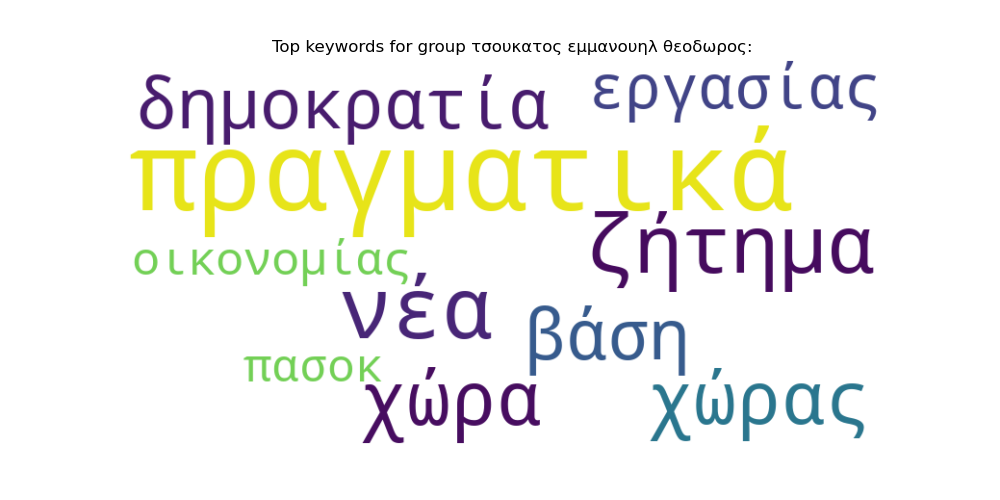 Top keywords for group τσουκατος εμμανουηλ θεοδωρος:
δημοκρατία εργασίας
πραγματικά
ζήτημα
οικονομίας
νέα βάση
πασοκ
χώρα χώρας